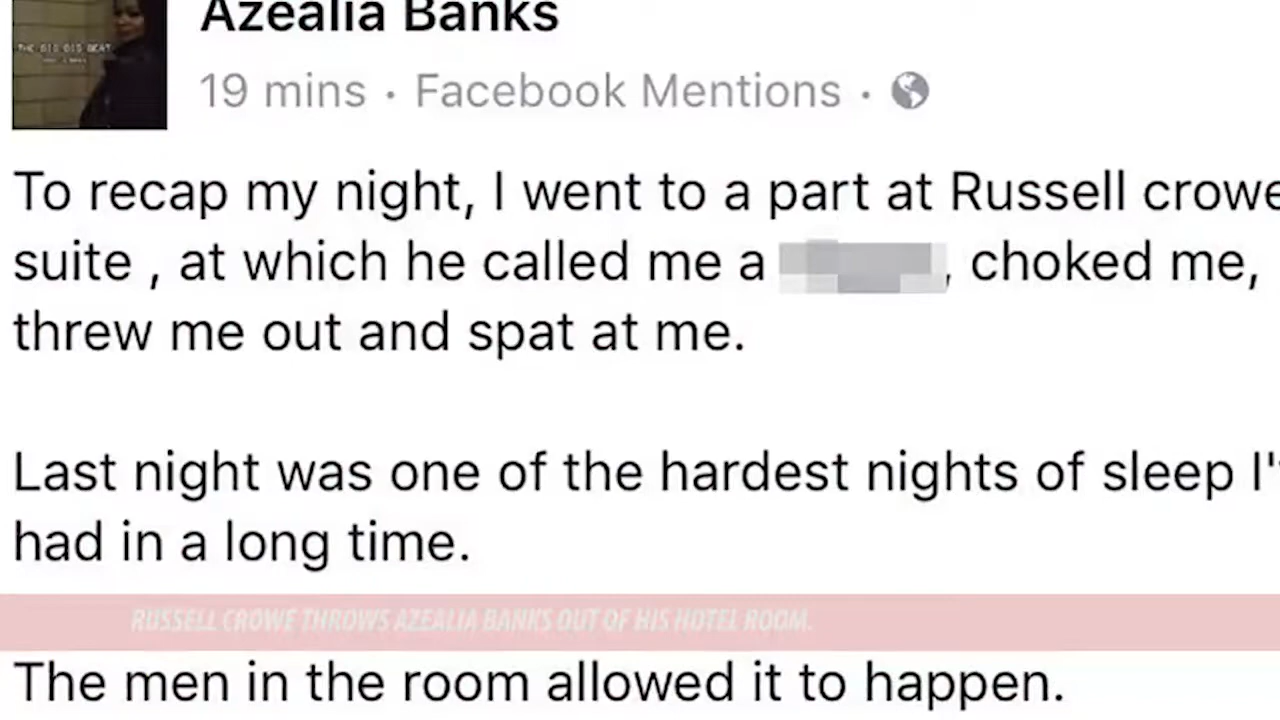 Azealia Banks
19 mins · Facebook Mentions ·
To recap my night, I went to a part at Russell crowe
suite , at which he called me a , choked me,
threw me out and spat at me.
Last night was one of the hardest nights of sleep I'
had in a long time.
RUSSELL CROWE THROWS AZEALIA BANKS OUT OF HIS HOTEL ROOM.
The men in the room allowed it to happen.